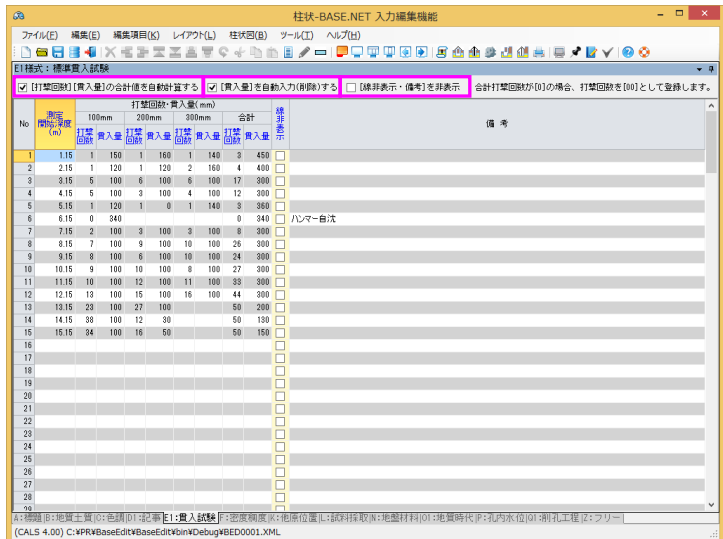 柱状-BASE.NET 入力編集機能
ファイル(F) 編集(E) 編集項目(K) レイアウト(L) 柱状図(B) ツール(T) ヘルプ(H)
E1様式：標準貫入試験
[打撃回数][貫入量]の合計値を自動計算する [貫入量]を自動入力(削除)する [線非表示・備考]を非表示 合計打撃回数が[0]の場合、打撃回数を[00]として登録します。
No 測定開始深度(m) 打撃回数・貫入量(mm) 線非表示 備 考
100mm 200mm 300mm 合計
打撃回数 貫入量 打撃回数 貫入量 打撃回数 貫入量 打撃回数 貫入量
1 1.15 1 150 1 160 1 140 3 450
2 2.15 1 120 1 120 2 160 4 400
3 3.15 5 100 6 100 6 100 17 300
4 4.15 5 100 3 100 4 100 12 300
5 5.15 1 120 1 0 1 140 3 360
6 6.15 0 340 0 340 ハンマー自沈
7 7.15 2 100 3 100 3 100 8 300
8 8.15 7 100 9 100 10 100 26 300
9 9.15 8 100 6 100 10 100 24 300
10 10.15 9 100 10 100 8 100 27 300
11 11.15 10 100 12 100 11 100 33 300
12 12.15 13 100 15 100 16 100 44 300
13 13.15 23 100 27 100 50 200
14 14.15 38 100 12 30 50 130
15 15.15 34 100 16 50 50 150
16
17
18
19
20
21
22
23
24
25
26
27
28
29
A:標題|B:地質土質|C:色調|D1:記事|E1:貫入試験|F:密度稠度|K:他原位置|L:試料採取|N:地盤材料|O1:地質時代|P:孔内水位|Q1:削孔工程|Z:フリー
(CALS 4.00) C:¥PR¥BaseEdit¥BaseEdit¥bin¥Debug¥BED0001.XML